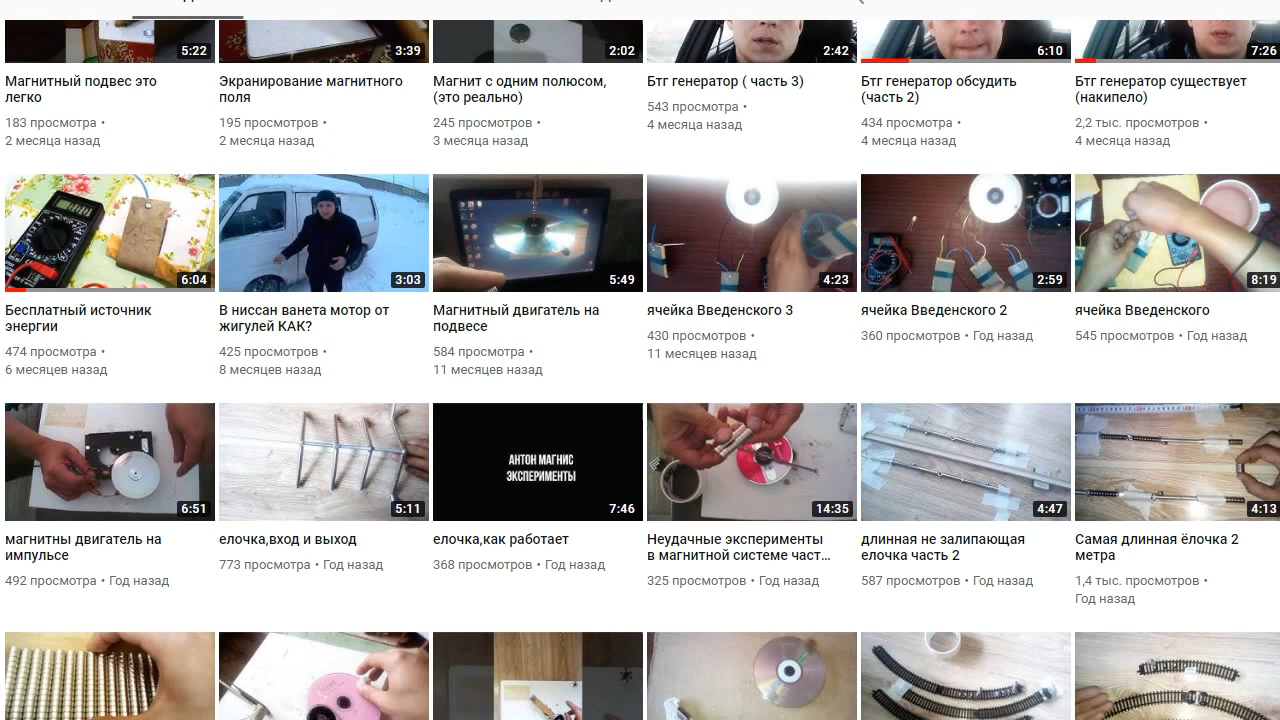 5:22
3:39
2:02
2:42
6:10
7:26
Магнитный подвес это
легко
183 просмотра •
2 месяца назад
Экранирование магнитного
поля
195 просмотров •
2 месяца назад
Магнит с одним полюсом,
(это реально)
245 просмотров •
3 месяца назад
Бтг генератор ( часть 3)
543 просмотра •
4 месяца назад
Бтг генератор обсудить
(часть 2)
434 просмотра •
4 месяца назад
Бтг генератор существует
(накипело)
2,2 тыс. просмотров •
4 месяца назад
6:04
3:03
5:49
4:23
2:59
8:19
Бесплатный источник
энергии
474 просмотра •
6 месяцев назад
В ниссан ванета мотор от
жигулей КАК?
425 просмотров •
8 месяцев назад
Магнитный двигатель на
подвесе
584 просмотра •
11 месяцев назад
ячейка Введенского 3
430 просмотров •
11 месяцев назад
ячейка Введенского 2
360 просмотров • Год назад
ячейка Введенского
545 просмотров • Год назад
6:51
5:11
АНТОН МАГНИС
ЭКСПЕРИМЕНТЫ
7:46
14:35
4:47
4:13
магнитны двигатель на
импульсе
492 просмотра • Год назад
елочка,вход и выход
773 просмотра • Год назад
елочка,как работает
368 просмотров • Год назад
Неудачные эксперименты
в магнитной системе част...
325 просмотров • Год назад
длинная не залипающая
елочка часть 2
587 просмотров • Год назад
Самая длинная ёлочка 2
метра
1,4 тыс. просмотров •
Год назад